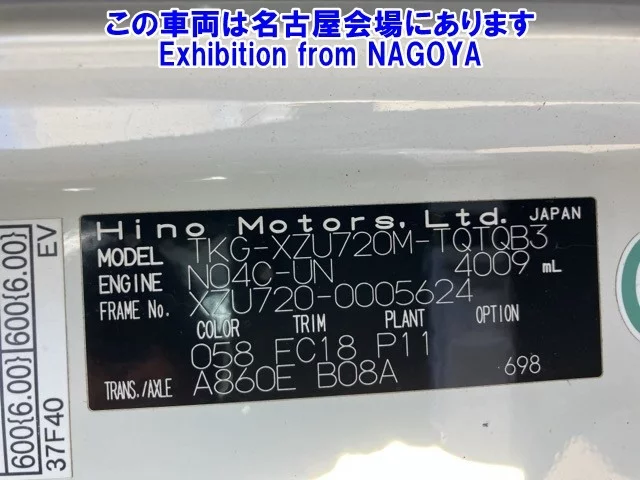 この車両は名古屋会場にあります
Exhibition from NAGOYA
Hino Motors, Ltd. JAPAN
MODEL TKG-XZU720M-TQTQB3
ENGINE N04C-UN 4009 mL
FRAME No. XZU720-0005624
COLOR TRIM PLANT OPTION
058 FC18 P11
TRANS./AXLE A860E B08A 698
600{6.00} 600{6.00} EV
37F40